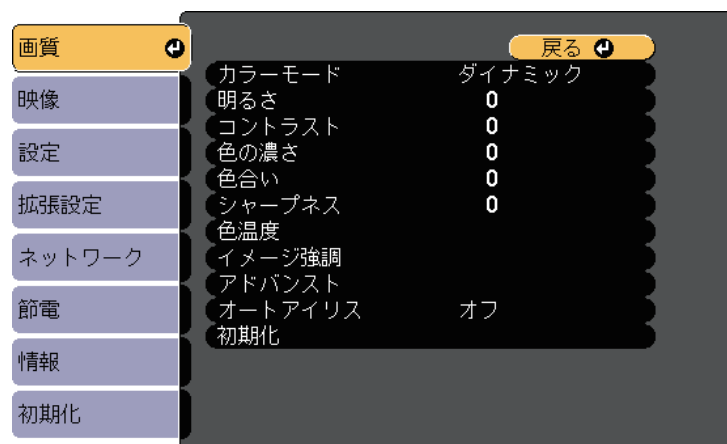 画質
映像
設定
拡張設定
ネットワーク
節電
情報
初期化
戻る
カラーモード ダイナミック
明るさ 0
コントラスト 0
色の濃さ 0
色合い 0
シャープネス 0
色温度
イメージ強調
アドバンスト
オートアイリス オフ
初期化